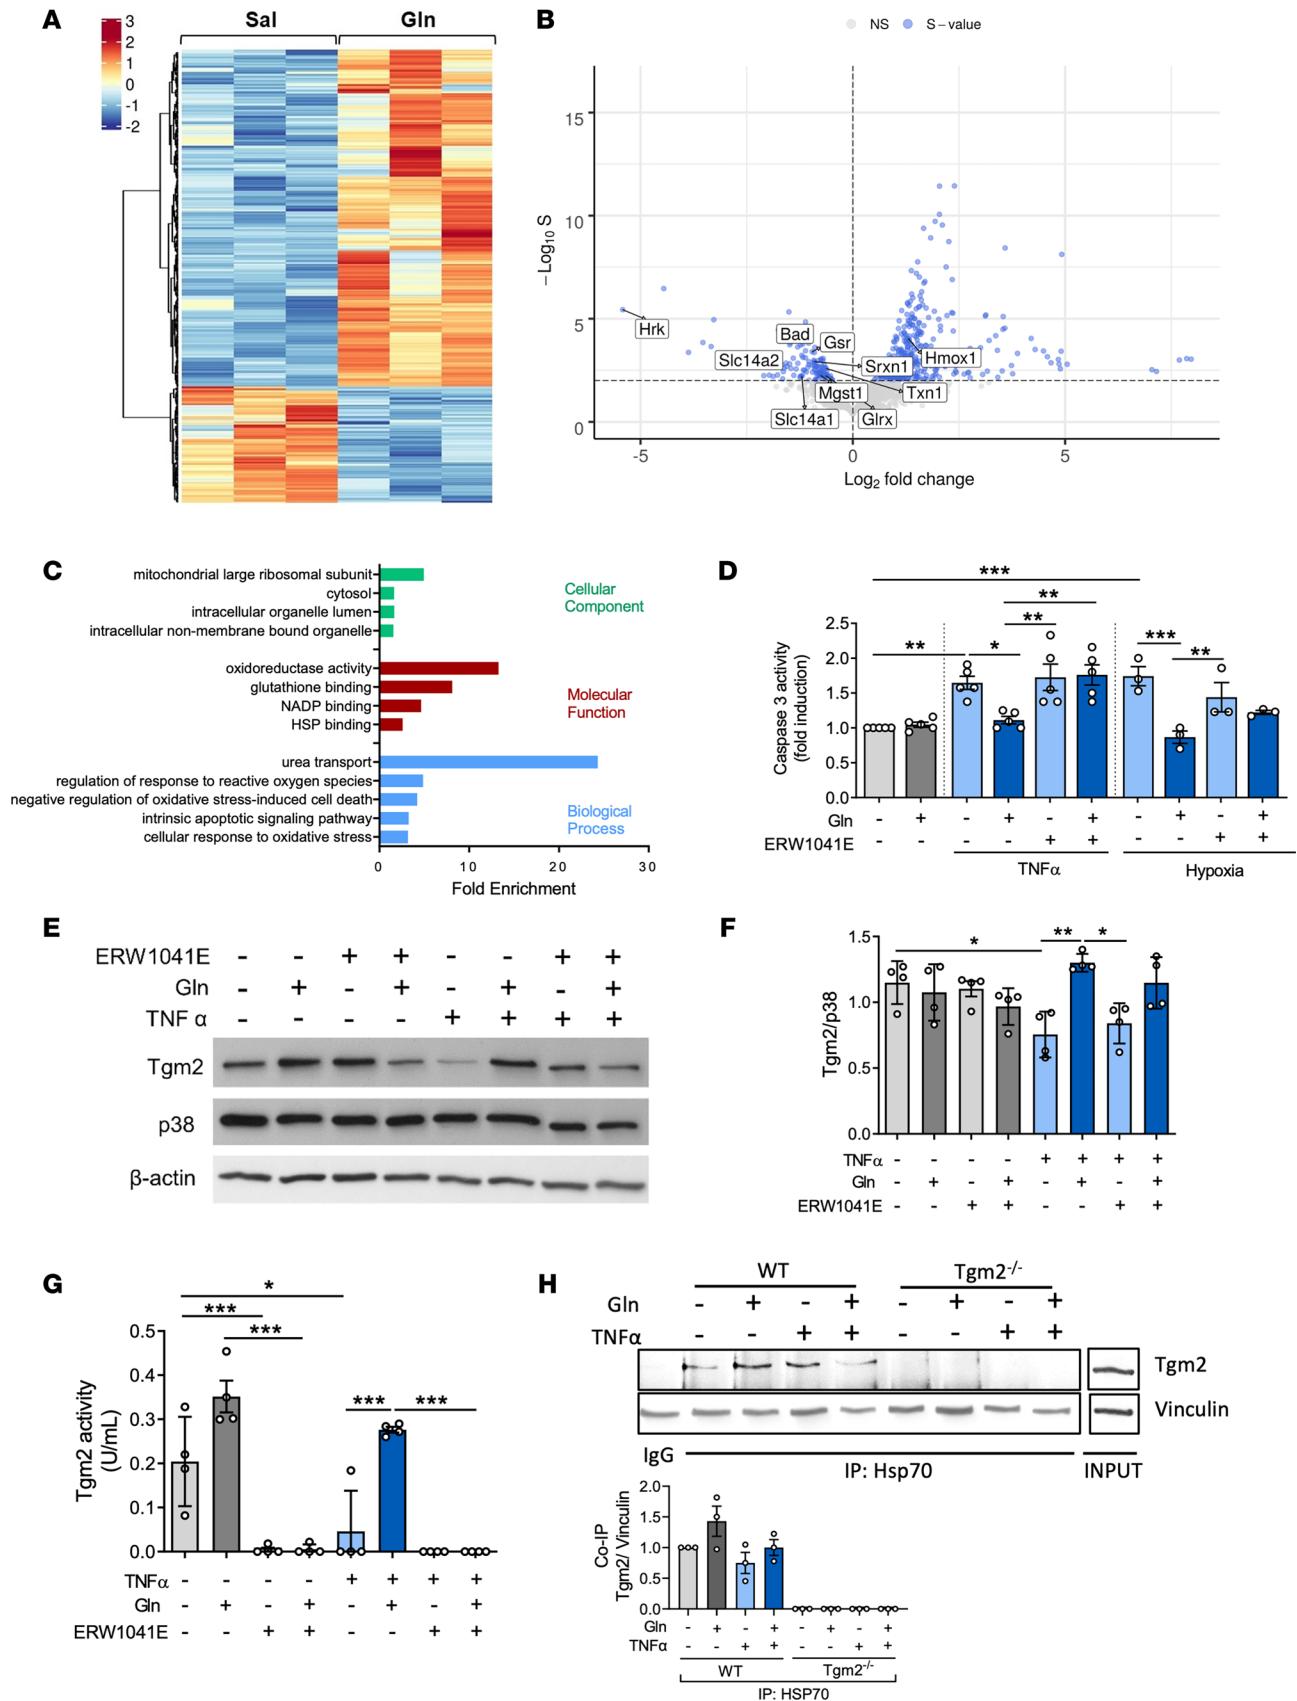 A
3
2
1
0
-1
-2
Sal
Gln
B
NS
S-value
15
10
5
0
-Log10 S
Hrk
Bad
Gsr
Slc14a2
Srxn1
Hmox1
Mgst1
Txn1
Slc14a1
Glrx
-5
0
5
Log2 fold change
C
mitochondrial large ribosomal subunit
cytosol
intracellular organelle lumen
intracellular non-membrane bound organelle
Cellular
Component
oxidoreductase activity
glutathione binding
NADP binding
HSP binding
Molecular
Function
urea transport
regulation of response to reactive oxygen species
negative regulation of oxidative stress-induced cell death
intrinsic apoptotic signaling pathway
cellular response to oxidative stress
Biological
Process
0 10 20 30
Fold Enrichment
D
***
**
**
** * *** **
2.5
2.0
1.5
1.0
0.5
0.0
Caspase 3 activity
(fold induction)
Gln - + - + - + - + - +
ERW1041E - - - - + + - - + +
TNFα
Hypoxia
E
ERW1041E - - + + - - + +
Gln - + - + - + - +
TNF α - - - - + + + +
Tgm2
p38
β-actin
F
* ** *
1.5
1.0
0.5
0.0
Tgm2/p38
TNFα - - - - + + + +
Gln - + - + - + - +
ERW1041E - - + + - - + +
G
*
***
***
*** ***
0.5
0.4
0.3
0.2
0.1
0.0
Tgm2 activity
(U/mL)
TNFα - - - - + + + +
Gln - + - + - + - +
ERW1041E - - + + - - + +
H
WT
Tgm2-/-
Gln - + - + - + - +
TNFα - - + + - - + +
Tgm2
Vinculin
IgG
IP: Hsp70
INPUT
2.0
1.5
1.0
0.5
0.0
Co-IP
Tgm2/ Vinculin
Gln - + - + - + - +
TNFα - - + + - - + +
WT
Tgm2-/-
IP: HSP70